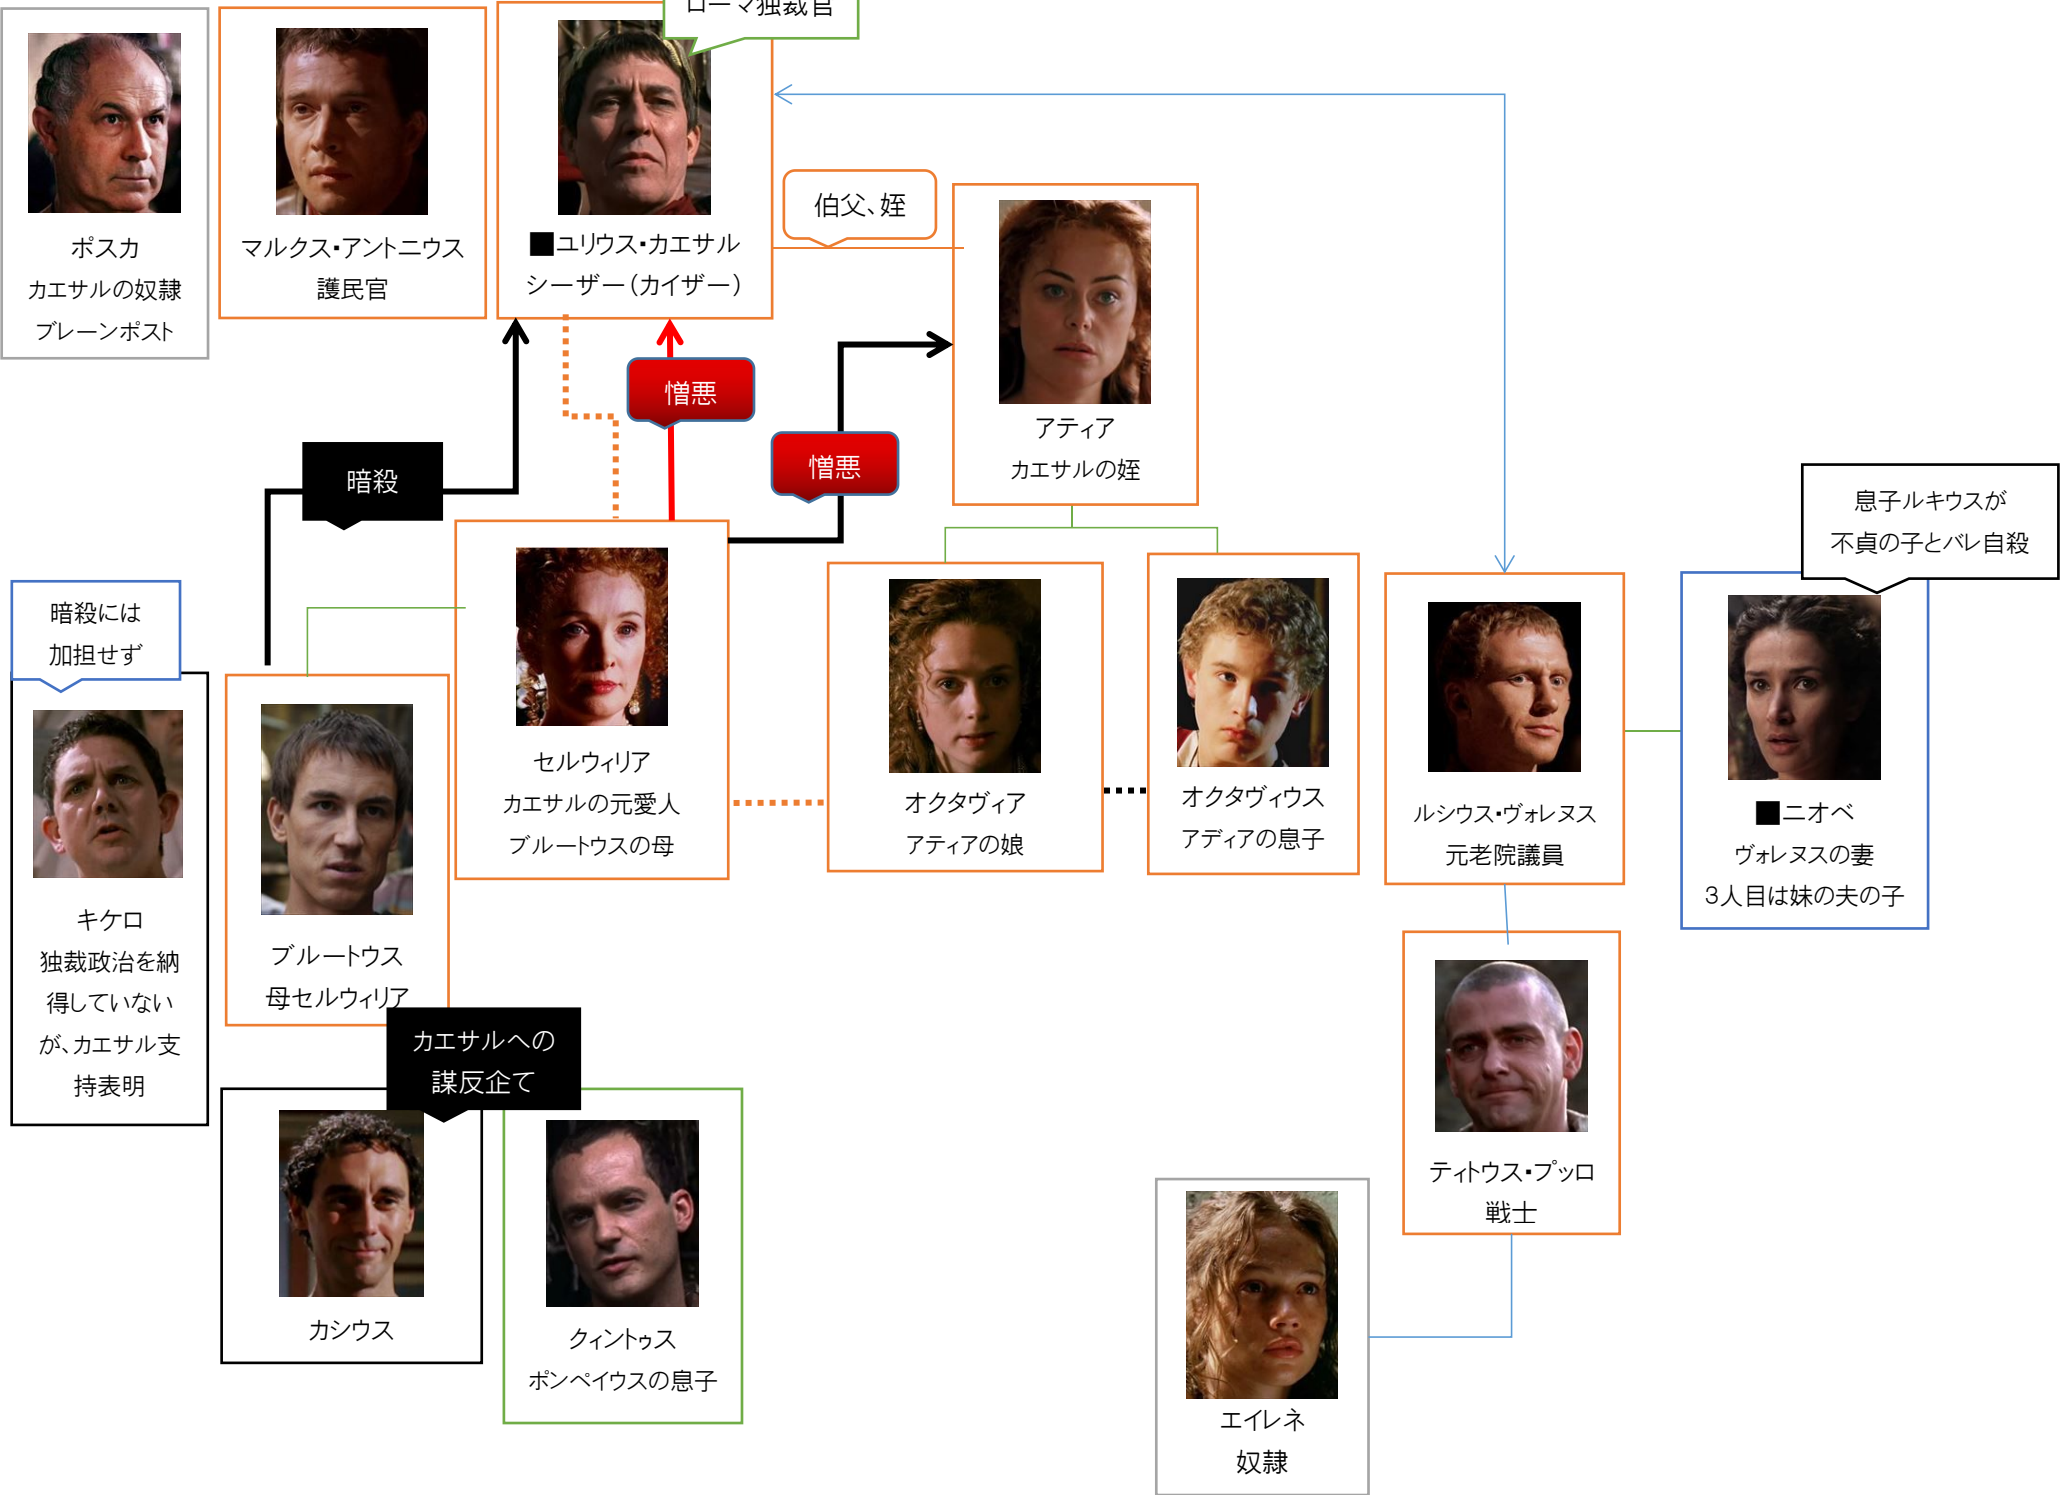 ローマ独裁官
ポスカ
カエサルの奴隷
ブレーンポスト
マルクス・アントニウス
護民官
■ユリウス・カエサル
シーザー（カイザー）
伯父、姪
アティア
カエサルの姪
憎悪
憎悪
暗殺
息子ルキウスが
不貞の子とバレ自殺
暗殺には
加担せず
キケロ
独裁政治を納
得していない
が、カエサル支
持表明
ブルートウス
母セルウィリア
セルウィリア
カエサルの元愛人
ブルートウスの母
オクタヴィア
アティアの娘
オクタヴィウス
アディアの息子
ルシウス・ヴォレヌス
元老院議員
■ニオベ
ヴォレヌスの妻
3人目は妹の夫の子
カエサルへの
謀反企て
カシウス
クィントゥス
ポンペイウスの息子
ティトウス・プッロ
戦士
エイレネ
奴隷